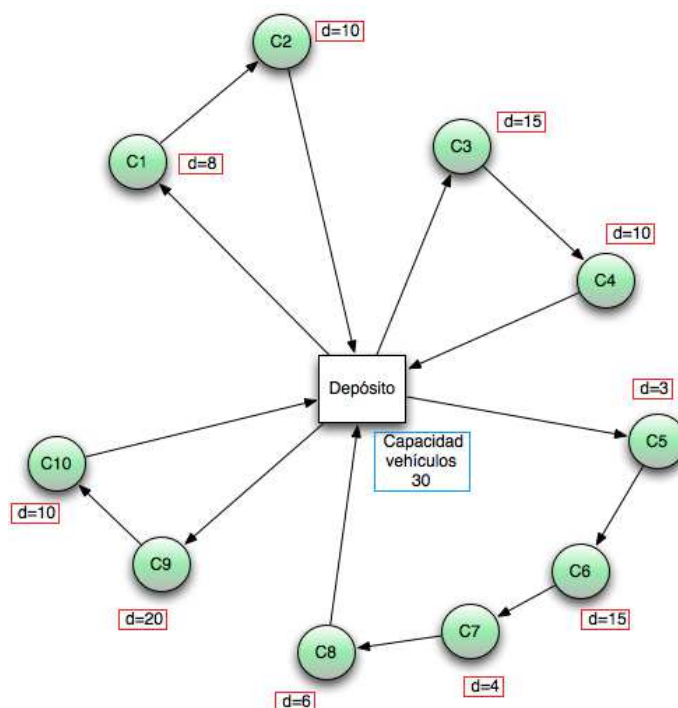 C2
d=10
C1
d=8
C3
d=15
C4
d=10
Depósito
Capacidad
vehículos
30
d=3
C5
C10
d=10
C9
d=20
C6
d=15
C7
d=4
C8
d=6